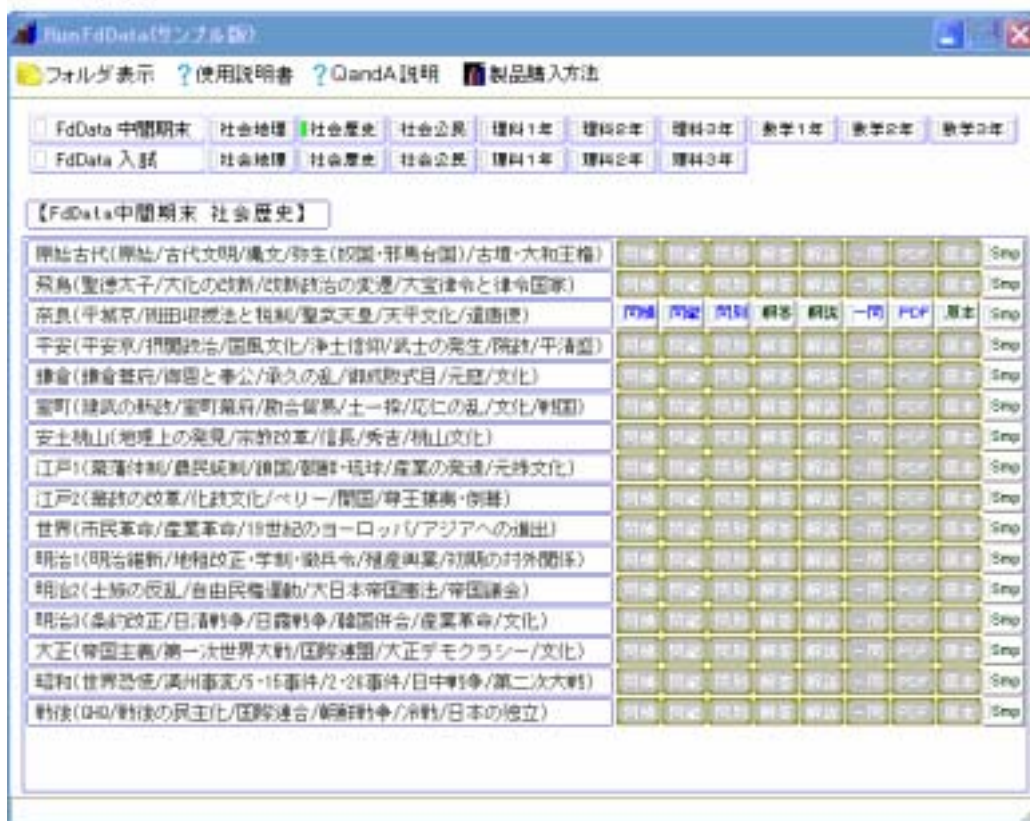 RunFdData(サンプル版)
フォルダ表示 ?使用説明書 ?QandA説明 製品購入方法
FdData 中間期末 社会地理 社会歴史 社会公民 理科1年 理科2年 理科3年 数学1年 数学2年 数学3年
FdData 入試 社会地理 社会歴史 社会公民 理科1年 理科2年 理科3年
【FdData中間期末 社会歴史】
原始古代(原始/古代文明/縄文/弥生(奴国・邪馬台国)/古墳・大和王権) Smp
飛鳥(聖徳太子/大化の改新/改新政治の変遷/大宝律令と律令国家) Smp
奈良(平城京/班田収授法と税制/聖武天皇/天平文化/遣唐使) 問縦 問縦 問別 解答 解説 一問 PDF 原本 Smp
平安(平安京/摂関政治/国風文化/浄土信仰/武士の発生/院政/平清盛) Smp
鎌倉(鎌倉幕府/御恩と奉公/承久の乱/御成敗式目/元寇/文化) Smp
室町(建武の新政/室町幕府/勘合貿易/土一揆/応仁の乱/文化/戦国) Smp
安土桃山(地理上の発見/宗教改革/信長/秀吉/桃山文化) Smp
江戸1(幕藩体制/農民統制/鎖国/朝鮮・琉球/産業の発達/元禄文化) Smp
江戸2(幕政の改革/化政文化/ペリー/開国/尊王攘夷・倒幕) Smp
世界(市民革命/産業革命/19世紀のヨーロッパ/アジアへの進出) Smp
明治1(明治維新/地租改正・学制・徴兵令/殖産興業/初期の対外関係) Smp
明治2(士族の反乱/自由民権運動/大日本帝国憲法/帝国議会) Smp
明治3(条約改正/日清戦争/日露戦争/韓国併合/産業革命/文化) Smp
大正(帝国主義/第一次世界大戦/国際連盟/大正デモクラシー/文化) Smp
昭和(世界恐慌/満州事変/5・15事件/2・26事件/日中戦争/第二次大戦) Smp
戦後(GHQ/戦後の民主化/国際連合/朝鮮戦争/冷戦/日本の独立) Smp